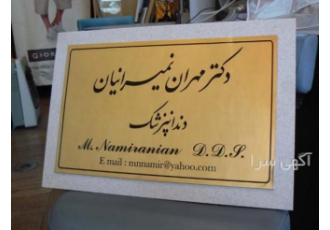 دکتر مهران نمیرانیان
دندانپزشک
M. Namiranian D.D.S.
E mail : mnnamir@yahoo.com
آگهی سرا